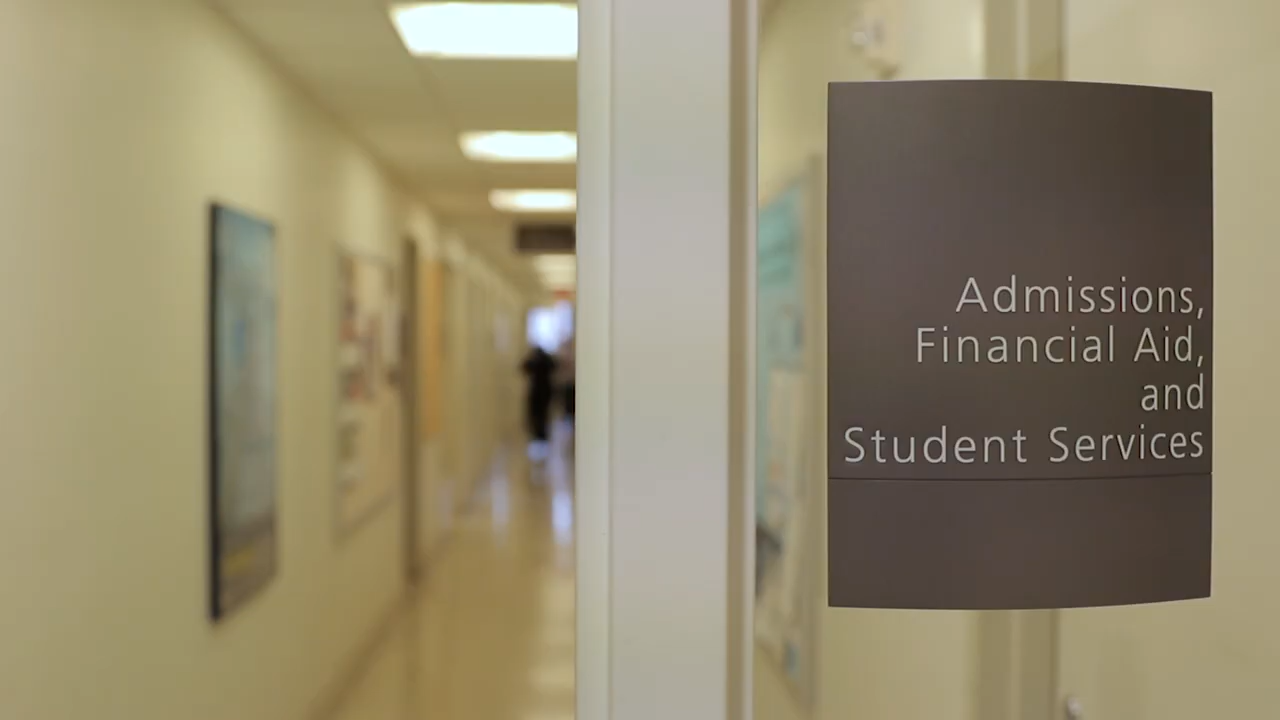 Admissions,
Financial Aid,
and
Student Services